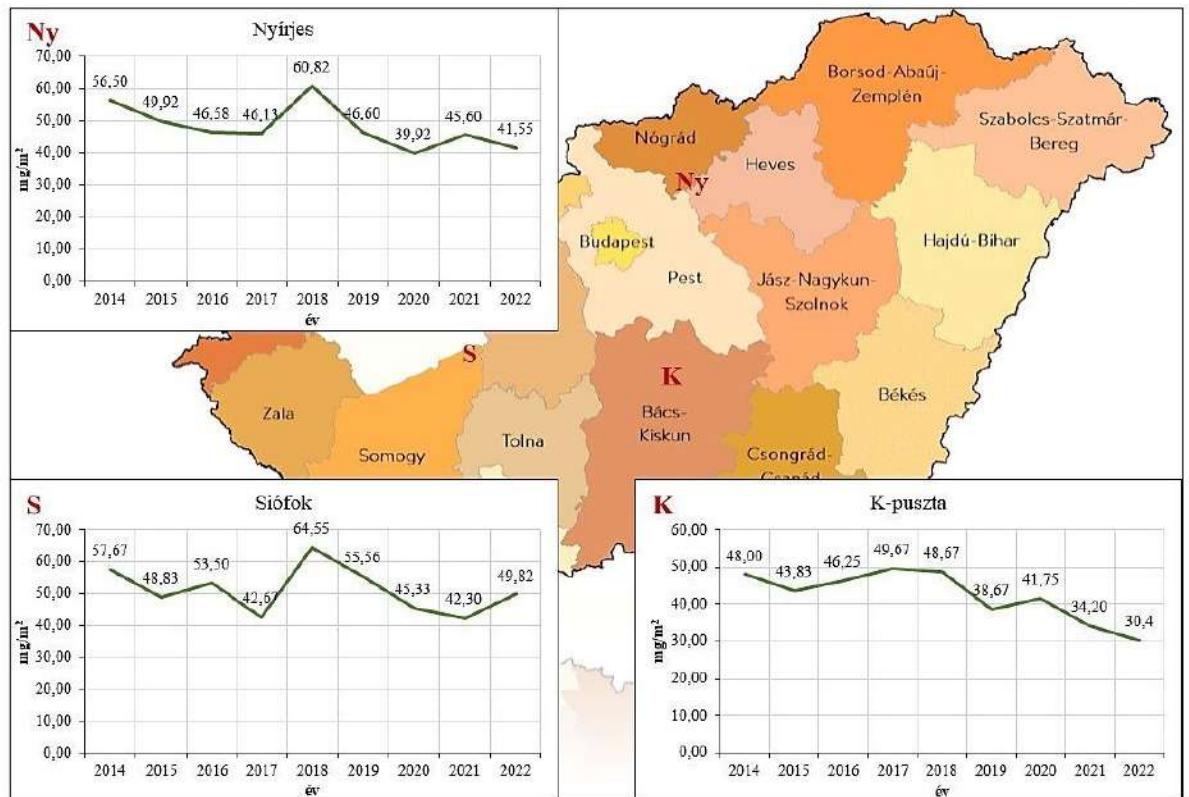 Ny
Nyírjes
70,00
60,00
50,00
40,00
30,00
20,00
10,00
0,00
mg/m²
56,50
49,92
46,58
46,13
60,82
46,60
39,92
45,60
41,55
2014 2015 2016 2017 2018 2019 2020 2021 2022
év
Borsod-Abaúj-
Zemplén
Szabolcs-Szatmár-
Bereg
Nógrád
Heves
Ny
Budapest
Pest
Hajdú-Bihar
Jász-Nagykun-
Szolnok
S
K
Zala
Somogy
Tolna
Bács-
Kiskun
Békés
Csongrád-
Csanád
S
Siófok
70,00
60,00
50,00
40,00
30,00
20,00
10,00
0,00
mg/m²
57,67
48,83
53,50
42,67
64,55
55,56
45,33
42,30
49,82
2014 2015 2016 2017 2018 2019 2020 2021 2022
év
K
K-puszta
60,00
50,00
40,00
30,00
20,00
10,00
00,00
mg/m²
48,00
43,83
46,25
49,67
48,67
38,67
41,75
34,20
30,4
2014 2015 2016 2017 2018 2019 2020 2021 2022
év